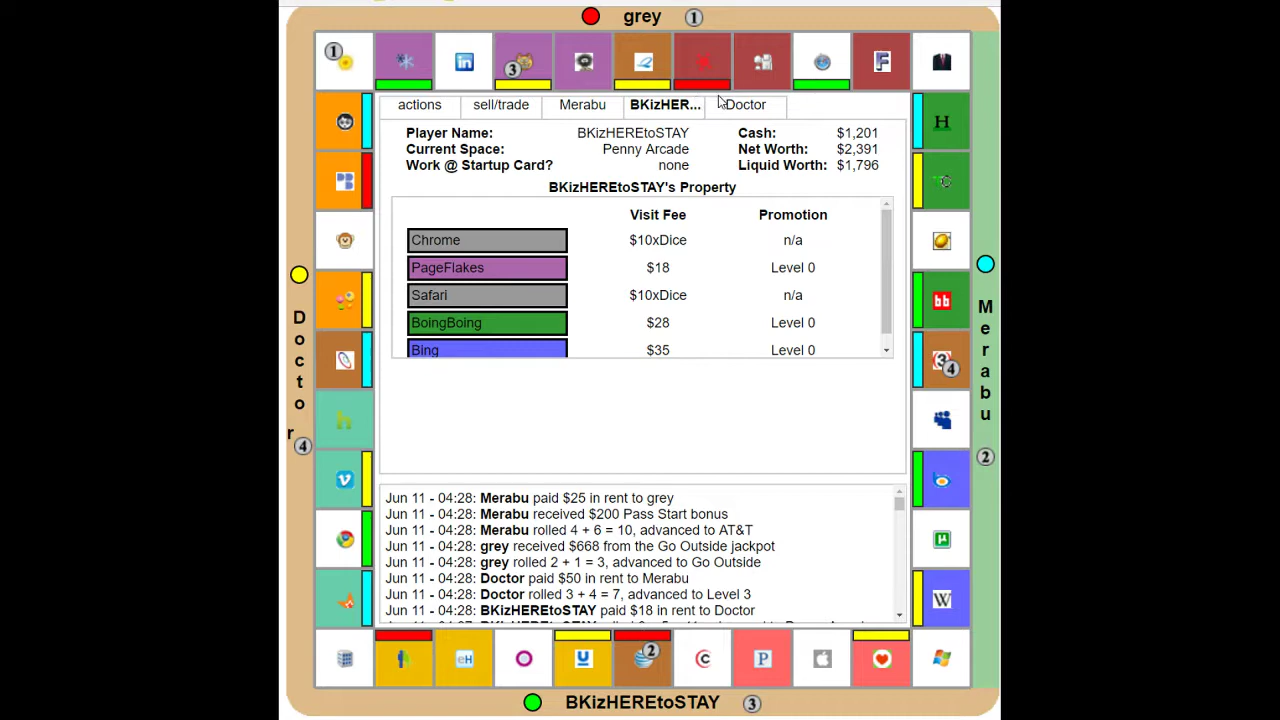 grey 1
1
3
actions sell/trade Merabu BKizHER... Doctor
Player Name: BKizHEREtoSTAY Cash: $1,201
Current Space: Penny Arcade Net Worth: $2,391
Work @ Startup Card? none Liquid Worth: $1,796
BKizHEREtoSTAY's Property
Visit Fee Promotion
Chrome $10xDice n/a
PageFlakes $18 Level 0
Safari $10xDice n/a
BoingBoing $28 Level 0
Bing $35 Level 0
Jun 11 - 04:28: Merabu paid $25 in rent to grey
Jun 11 - 04:28: Merabu received $200 Pass Start bonus
Jun 11 - 04:28: Merabu rolled 4 + 6 = 10, advanced to AT&T
Jun 11 - 04:28: grey received $668 from the Go Outside jackpot
Jun 11 - 04:28: grey rolled 2 + 1 = 3, advanced to Go Outside
Jun 11 - 04:28: Doctor paid $50 in rent to Merabu
Jun 11 - 04:28: Doctor rolled 3 + 4 = 7, advanced to Level 3
Jun 11 - 04:28: BKizHEREtoSTAY paid $18 in rent to Doctor
Doctor
4
Merabu
2
in
F
H
bb
3 4
W
h
v
eH
U
2
C
P
BKizHEREtoSTAY 3